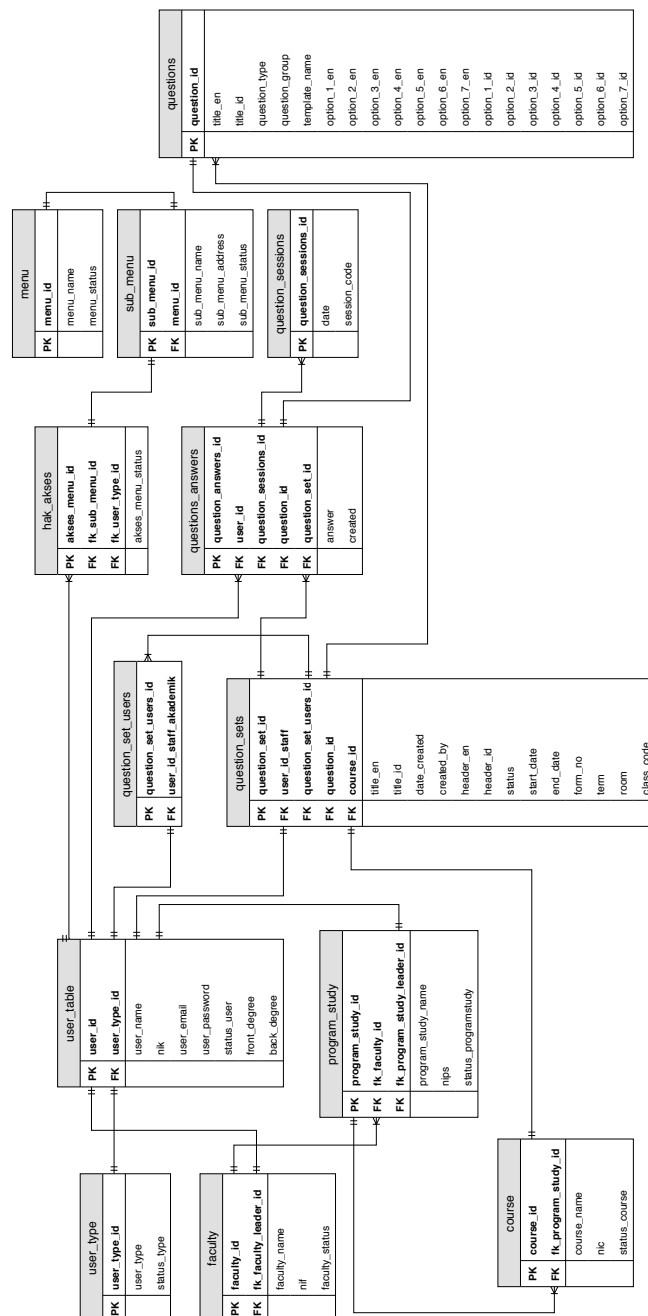 user_type
PK user_type_id
user_type
status_type
faculty
PK faculty_id
FK fk_faculty_leader_id
faculty_name
nif
faculty_status
course
PK course_id
FK fk_program_study_id
course_name
nic
status_course
user_table
PK user_id
FK user_type_id
user_name
nik
user_email
user_password
status_user
front_degree
back_degree
program_study
PK program_study_id
FK fk_faculty_id
FK fk_program_study_leader_id
program_study_name
nips
status_programstudy
question_set_users
PK question_set_users_id
FK user_id_staff_akademik
question_sets
PK question_set_id
FK user_id_staff
FK question_set_users_id
FK question_id
FK course_id
title_en
title_id
date_created
created_by
header_en
header_id
status
start_date
end_date
form_no
term
room
class_code
hak_akses
PK akses_menu_id
FK fk_sub_menu_id
FK fk_user_type_id
akses_menu_status
questions_answers
PK question_answers_id
FK user_id
FK question_sessions_id
FK question_id
FK question_set_id
answer
created
menu
PK menu_id
menu_name
menu_status
sub_menu
PK sub_menu_id
FK menu_id
sub_menu_name
sub_menu_address
sub_menu_status
question_sessions
PK question_sessions_id
date
session_code
questions
PK question_id
title_en
title_id
question_type
question_group
template_name
option_1_en
option_2_en
option_3_en
option_4_en
option_5_en
option_6_en
option_7_en
option_1_id
option_2_id
option_3_id
option_4_id
option_5_id
option_6_id
option_7_id